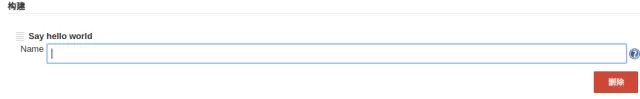 构建
Say hello world
Name
删除